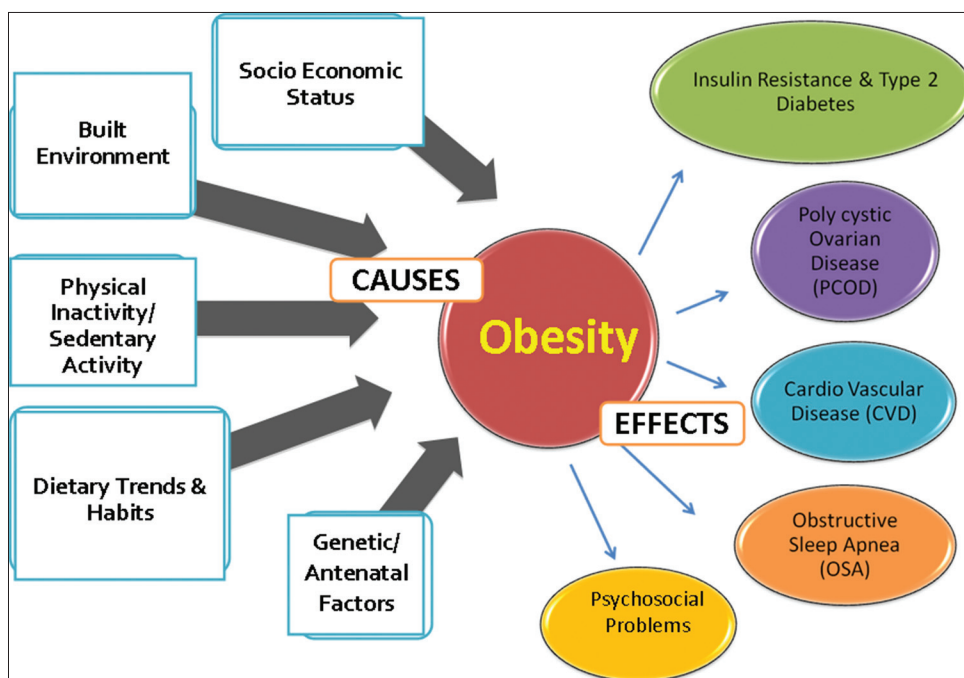 Socio Economic
Status
Built
Environment
Physical
Inactivity/
Sedentary
Activity
Dietary Trends &
Habits
Genetic/
Antenatal
Factors
CAUSES
Obesity
EFFECTS
Insulin Resistance & Type 2
Diabetes
Poly cystic
Ovarian
Disease
(PCOD)
Cardio Vascular
Disease (CVD)
Obstructive
Sleep Apnea
(OSA)
Psychosocial
Problems